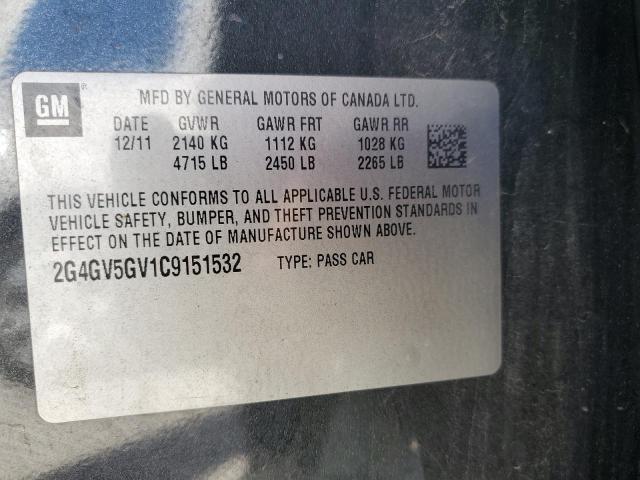 GM
MFD BY GENERAL MOTORS OF CANADA LTD.
DATE GVWR GAWR FRT GAWR RR
12/11 2140 KG 1112 KG 1028 KG
4715 LB 2450 LB 2265 LB
THIS VEHICLE CONFORMS TO ALL APPLICABLE U.S. FEDERAL MOTOR
VEHICLE SAFETY, BUMPER, AND THEFT PREVENTION STANDARDS IN
EFFECT ON THE DATE OF MANUFACTURE SHOWN ABOVE.
2G4GV5GV1C9151532 TYPE: PASS CAR